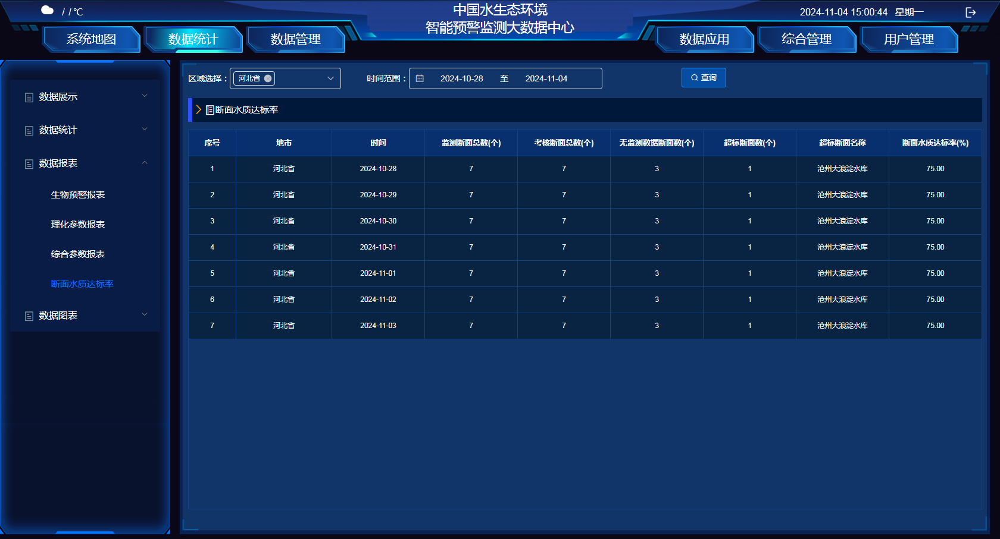 / / ℃
中国水生态环境
智能预警监测大数据中心
2024-11-04 15:00:44 星期一
系统地图
数据统计
数据管理
数据应用
综合管理
用户管理
数据展示
数据统计
数据报表
生物预警报表
理化参数报表
综合参数报表
断面水质达标率
数据图表
区域选择： 河北省 时间范围： 2024-10-28 至 2024-11-04 查询
断面水质达标率
序号 地市 时间 监测断面总数(个) 考核断面总数(个) 无监测数据断面数(个) 超标断面数(个) 超标断面名称 断面水质达标率(%)
1 河北省 2024-10-28 7 7 3 1 沧州大浪淀水库 75.00
2 河北省 2024-10-29 7 7 3 1 沧州大浪淀水库 75.00
3 河北省 2024-10-30 7 7 3 1 沧州大浪淀水库 75.00
4 河北省 2024-10-31 7 7 3 1 沧州大浪淀水库 75.00
5 河北省 2024-11-01 7 7 3 1 沧州大浪淀水库 75.00
6 河北省 2024-11-02 7 7 3 1 沧州大浪淀水库 75.00
7 河北省 2024-11-03 7 7 3 1 沧州大浪淀水库 75.00